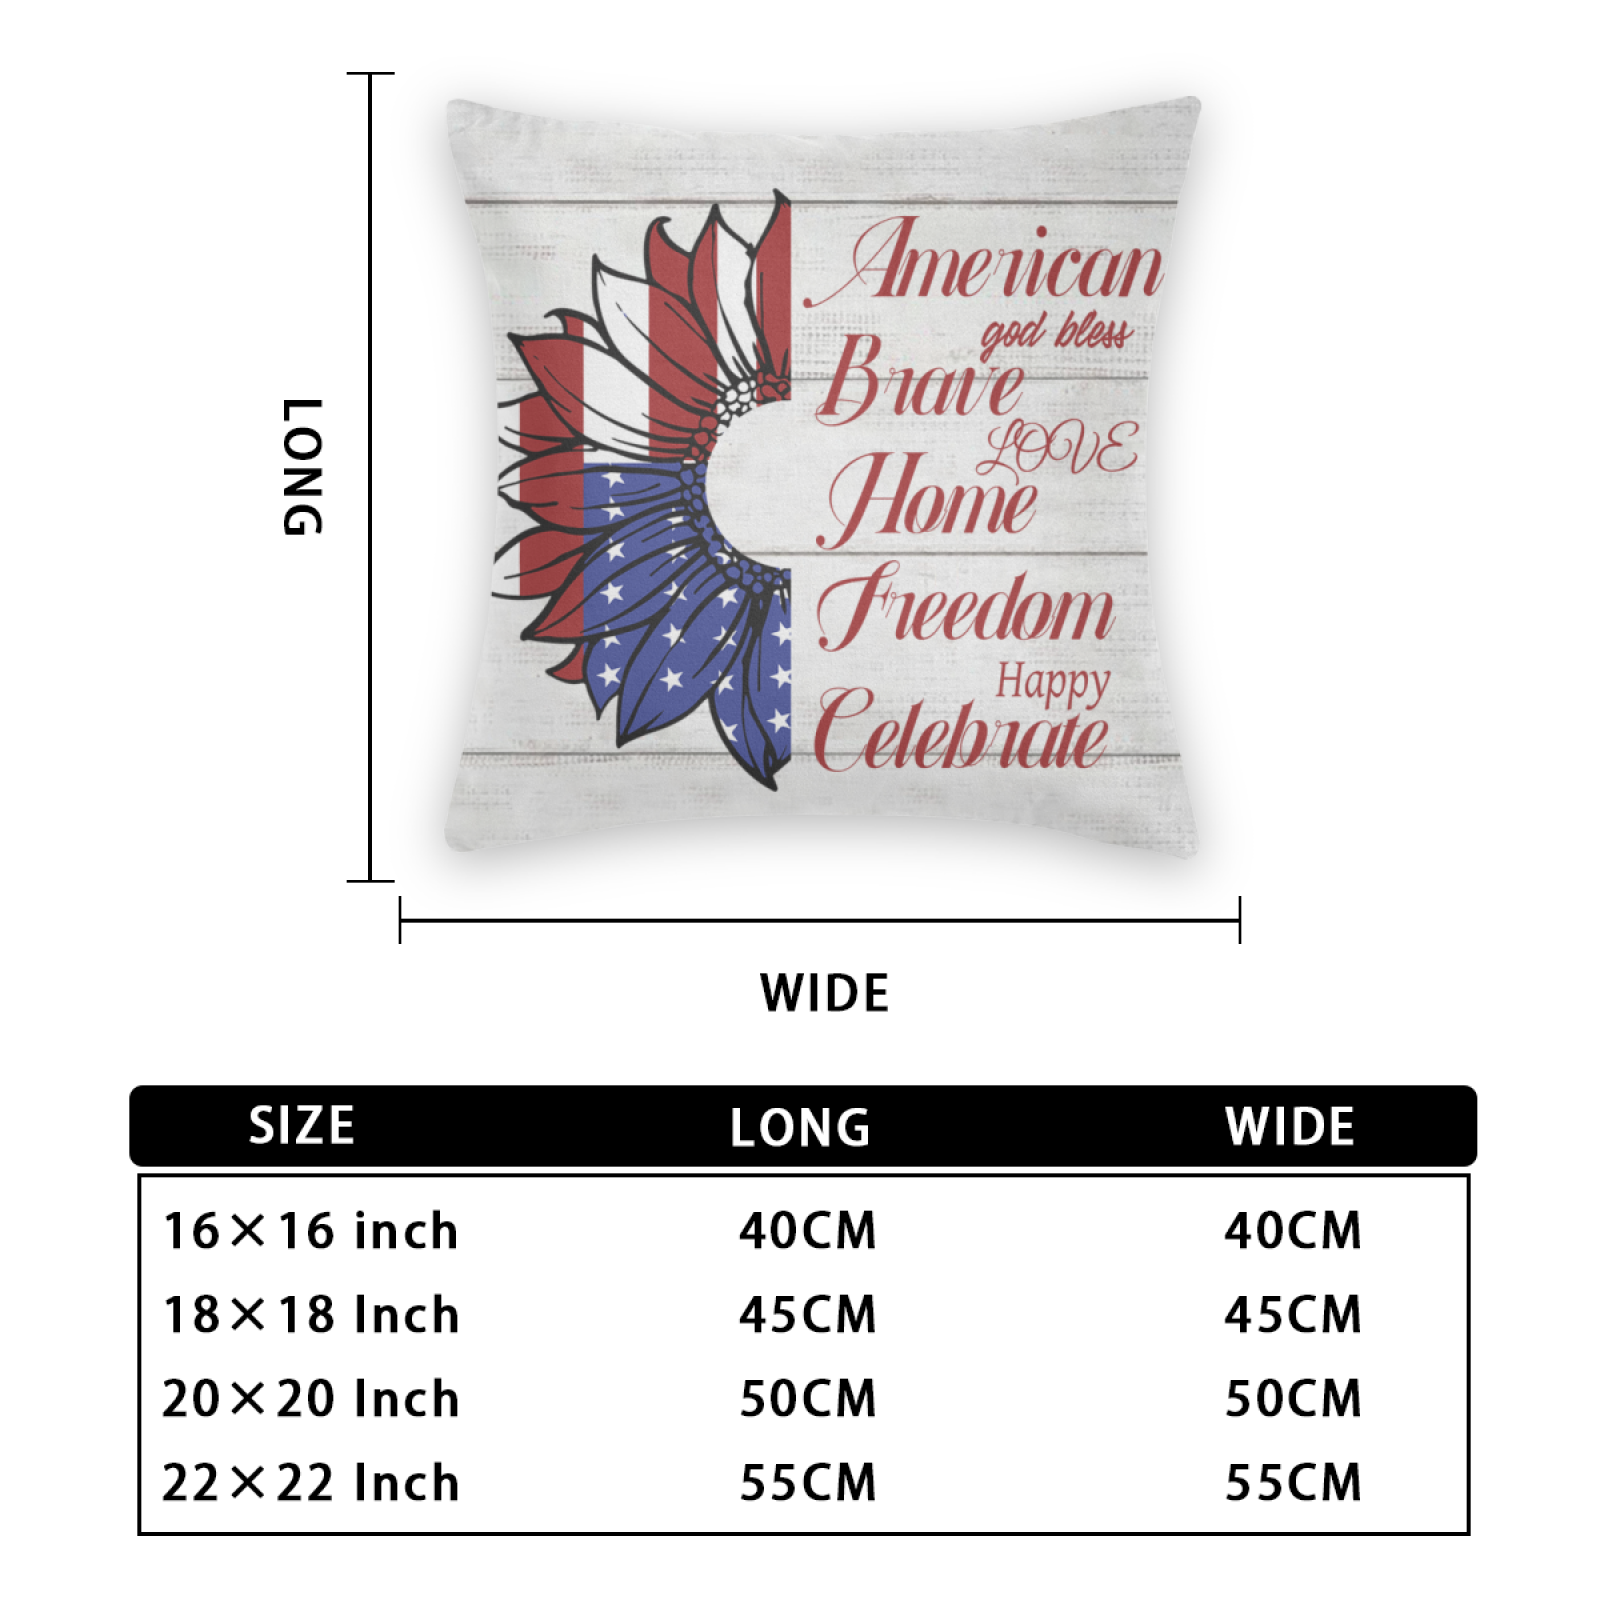 LONG
American
god bless
Brave
LOVE
Home
Freedom
Happy
Celebrate
WIDE
SIZE LONG WIDE
16×16 inch 40CM 40CM
18×18 Inch 45CM 45CM
20×20 Inch 50CM 50CM
22×22 Inch 55CM 55CM